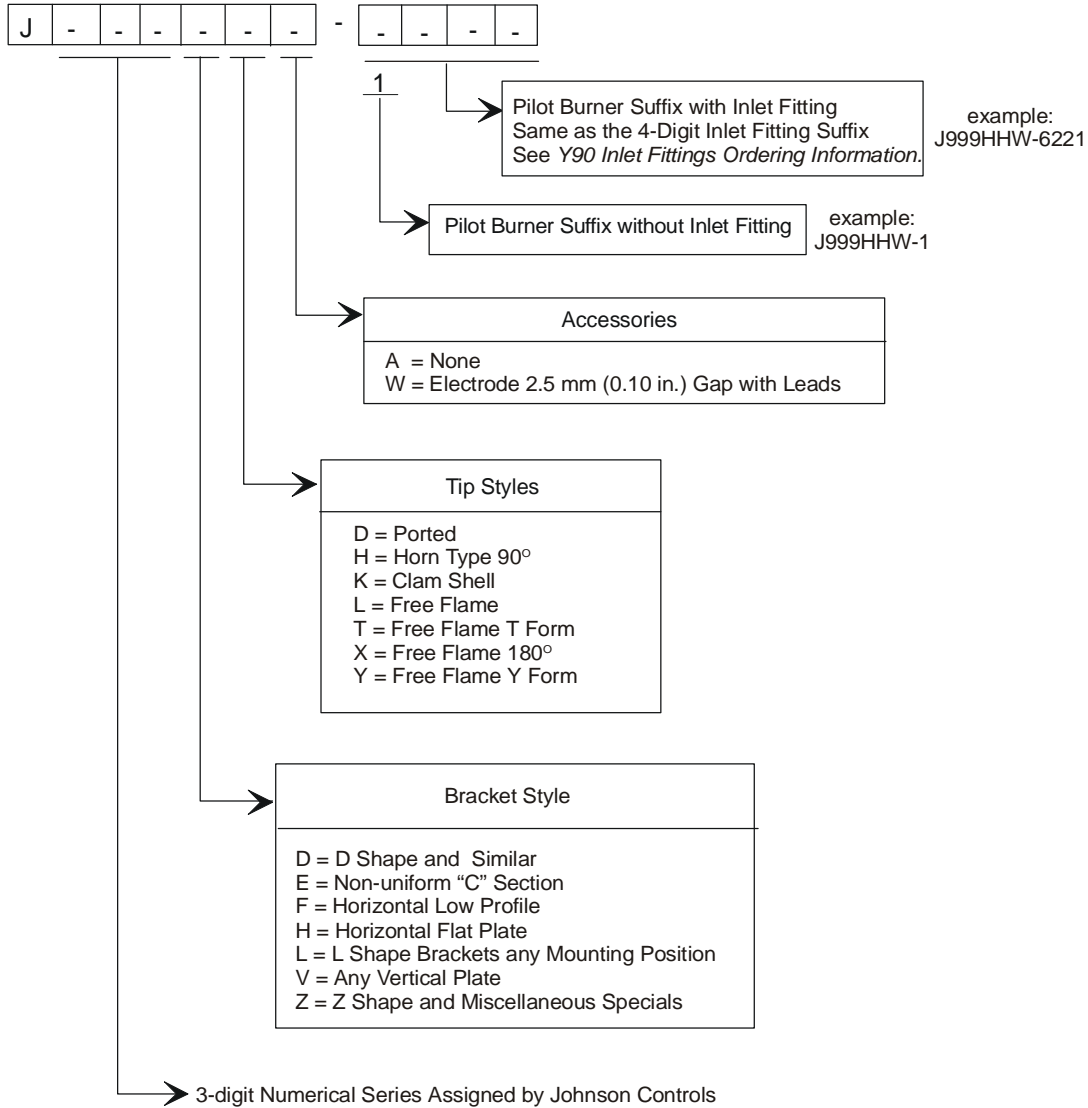 J - - - - - - - - - - -
1
Pilot Burner Suffix with Inlet Fitting
Same as the 4-Digit Inlet Fitting Suffix
See Y90 Inlet Fittings Ordering Information.
example:
J999HHW-6221
Pilot Burner Suffix without Inlet Fitting
example:
J999HHW-1
Accessories
A = None
W = Electrode 2.5 mm (0.10 in.) Gap with Leads
Tip Styles
D = Ported
H = Horn Type 90°
K = Clam Shell
L = Free Flame
T = Free Flame T Form
X = Free Flame 180°
Y = Free Flame Y Form
Bracket Style
D = D Shape and Similar
E = Non-uniform “C” Section
F = Horizontal Low Profile
H = Horizontal Flat Plate
L = L Shape Brackets any Mounting Position
V = Any Vertical Plate
Z = Z Shape and Miscellaneous Specials
3-digit Numerical Series Assigned by Johnson Controls